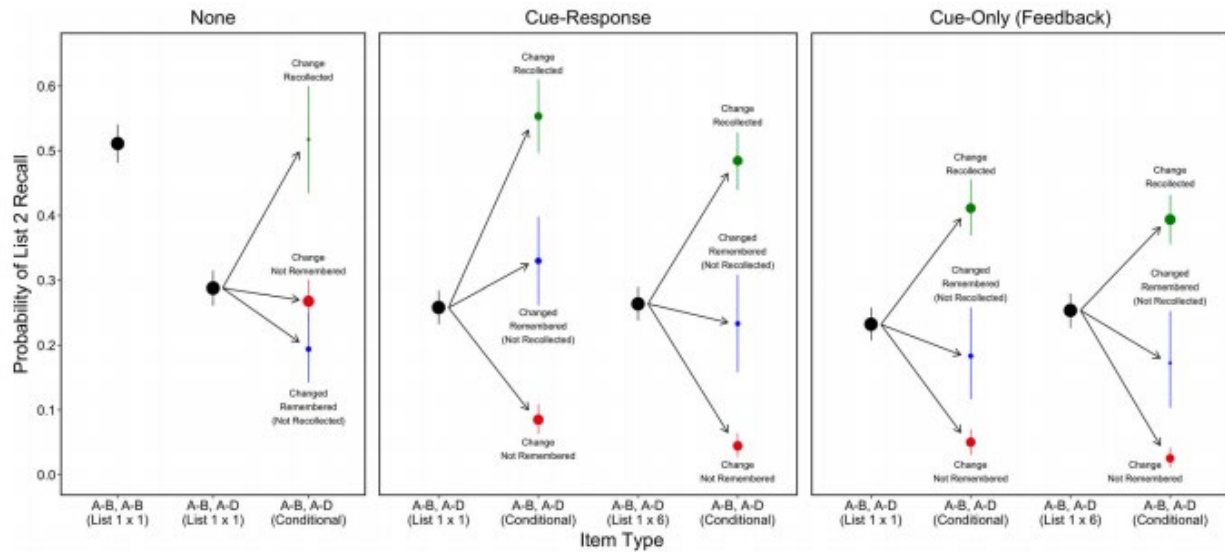 None
Cue-Response
Cue-Only (Feedback)
Probability of List 2 Recall
0.6
0.5
0.4
0.3
0.2
0.1
0.0
Change
Recollected
Change
Not Remembered
Changed
Remembered
(Not Recollected)
Change
Recollected
Changed
Remembered
(Not Recollected)
Change
Not Remembered
Change
Recollected
Changed
Remembered
(Not Recollected)
Change
Not Remembered
Change
Recollected
Changed
Remembered
(Not Recollected)
Change
Not Remembered
Change
Recollected
Changed
Remembered
(Not Recollected)
Change
Not Remembered
A-B, A-B
(List 1 x 1)
A-B, A-D
(List 1 x 1)
A-B, A-D
(Conditional)
A-B, A-D
(List 1 x 1)
A-B, A-D
(Conditional)
A-B, A-D
(List 1 x 6)
A-B, A-D
(Conditional)
A-B, A-D
(List 1 x 1)
A-B, A-D
(Conditional)
A-B, A-D
(List 1 x 6)
A-B, A-D
(Conditional)
Item Type